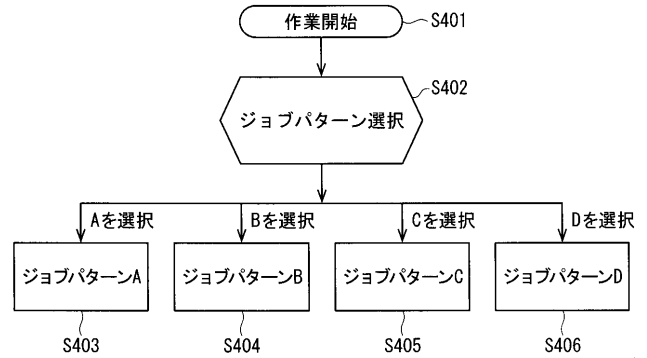 作業開始
S401
S402
ジョブパターン選択
Aを選択
Bを選択
Cを選択
Dを選択
ジョブパターンA
ジョブパターンB
ジョブパターンC
ジョブパターンD
S403
S404
S405
S406